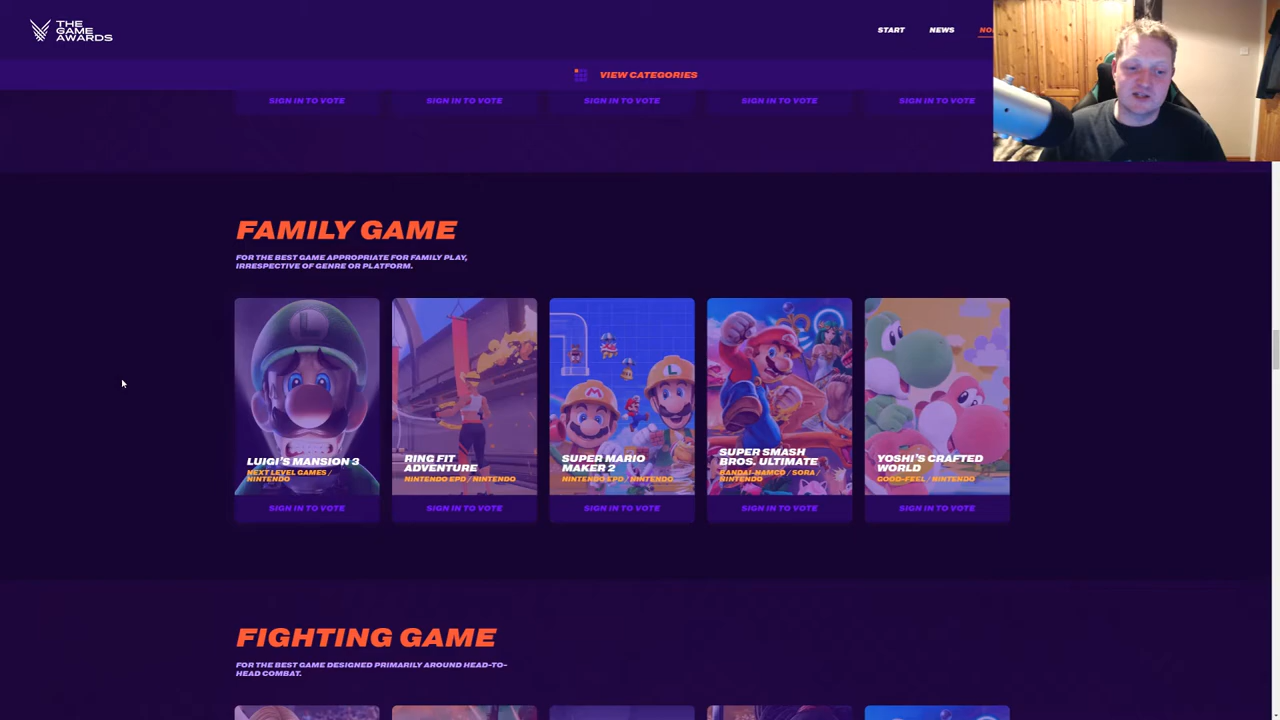 THE
GAME
AWARDS
START
NEWS
VIEW CATEGORIES
SIGN IN TO VOTE
SIGN IN TO VOTE
SIGN IN TO VOTE
SIGN IN TO VOTE
SIGN IN TO VOTE
FAMILY GAME
FOR THE BEST GAME APPROPRIATE FOR FAMILY PLAY,
IRRESPECTIVE OF GENRE OR PLATFORM.
LUIGI'S MANSION 3
NEXT LEVEL GAMES /
NINTENDO
SIGN IN TO VOTE
RING FIT
ADVENTURE
NINTENDO EPD / NINTENDO
SIGN IN TO VOTE
SUPER MARIO
MAKER 2
NINTENDO EPD / NINTENDO
SIGN IN TO VOTE
SUPER SMASH
BROS. ULTIMATE
BANDAI-NAMCO / SORA /
NINTENDO
SIGN IN TO VOTE
YOSHI'S CRAFTED
WORLD
GOOD-FEEL / NINTENDO
SIGN IN TO VOTE
FIGHTING GAME
FOR THE BEST GAME DESIGNED PRIMARILY AROUND HEAD-TO-
HEAD COMBAT.